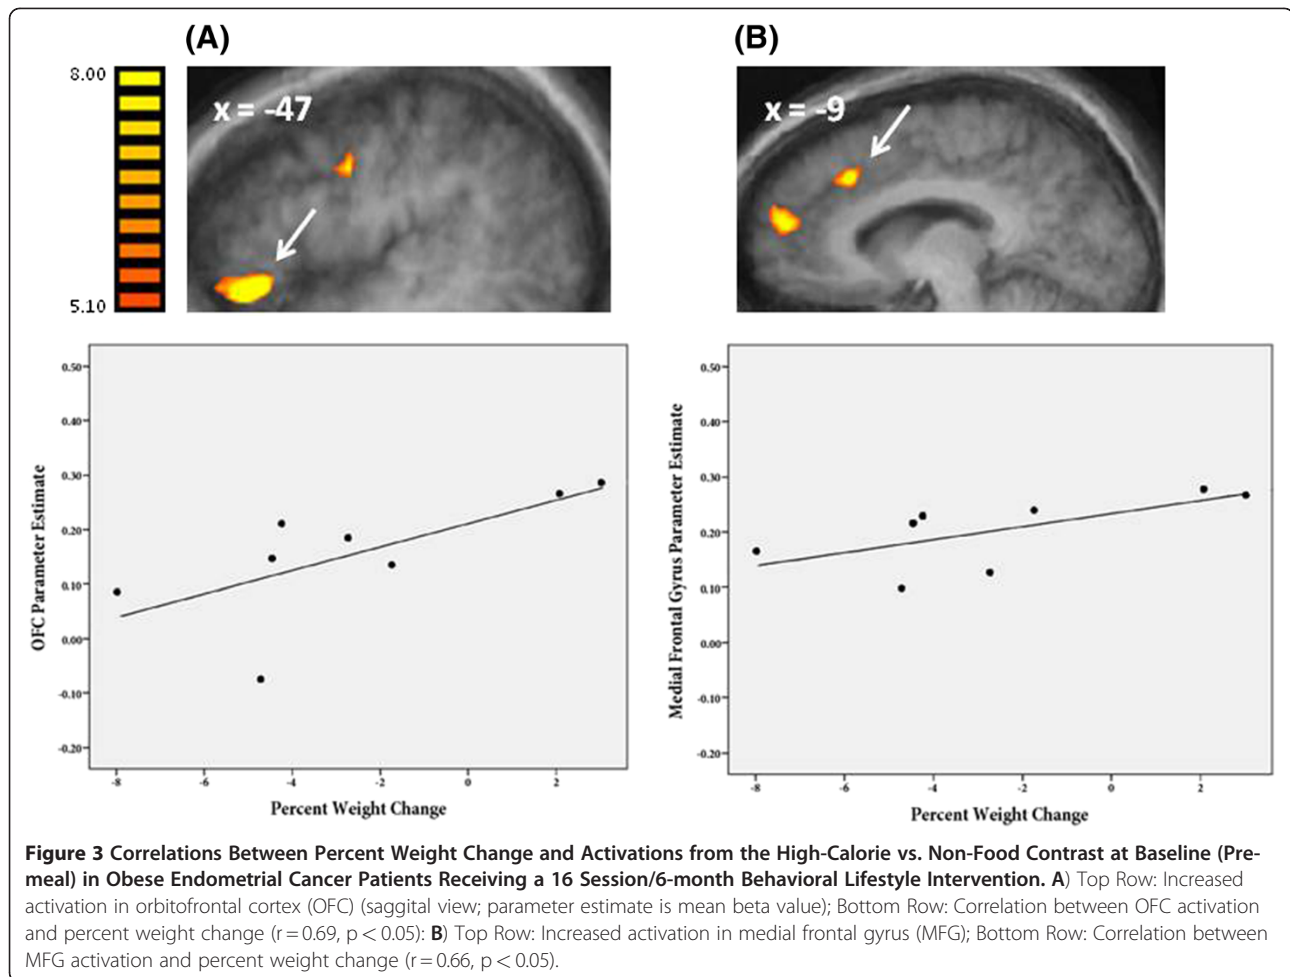 (A)
(B)
8.00
5.10
x = -47
x = -9
0.50
0.40
0.30
0.20
0.10
0.00
-0.10
-0.20
OFC Parameter Estimate
-8
-6
-4
-2
0
2
Percent Weight Change
0.50
0.40
0.30
0.20
0.10
0.00
-0.10
-0.20
Medial Frontal Gyrus Parameter Estimate
-8
-6
-4
-2
0
2
Percent Weight Change
Figure 3 Correlations Between Percent Weight Change and Activations from the High-Calorie vs. Non-Food Contrast at Baseline (Pre-
meal) in Obese Endometrial Cancer Patients Receiving a 16 Session/6-month Behavioral Lifestyle Intervention. A) Top Row: Increased
activation in orbitofrontal cortex (OFC) (saggital view; parameter estimate is mean beta value); Bottom Row: Correlation between OFC activation
and percent weight change (r = 0.69, p < 0.05): B) Top Row: Increased activation in medial frontal gyrus (MFG); Bottom Row: Correlation between
MFG activation and percent weight change (r = 0.66, p < 0.05).